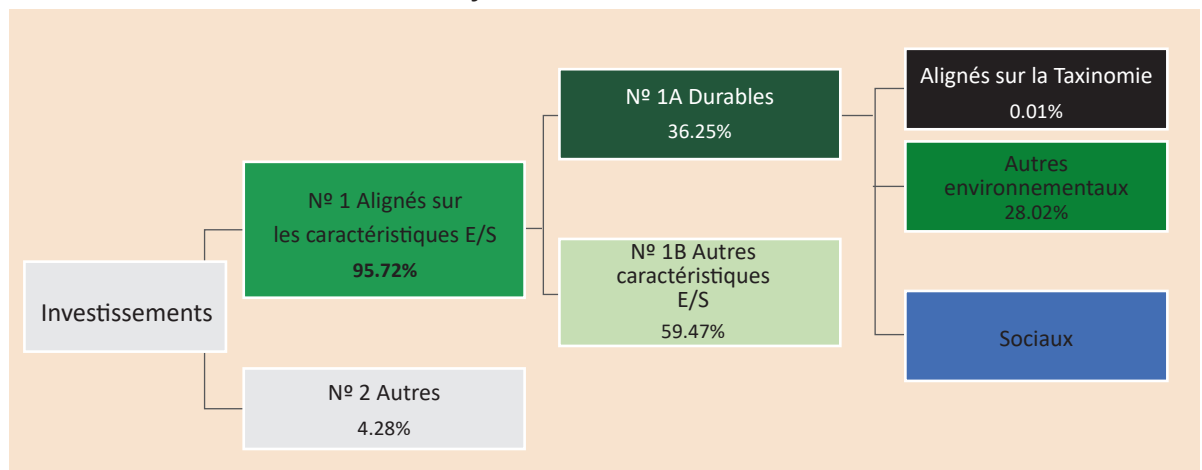 Investissements
Nº 1 Alignés sur
les caractéristiques E/S
95.72%
Nº 2 Autres
4.28%
Nº 1A Durables
36.25%
Nº 1B Autres
caractéristiques
E/S
59.47%
Alignés sur la Taxinomie
0.01%
Autres
environnementaux
28.02%
Sociaux